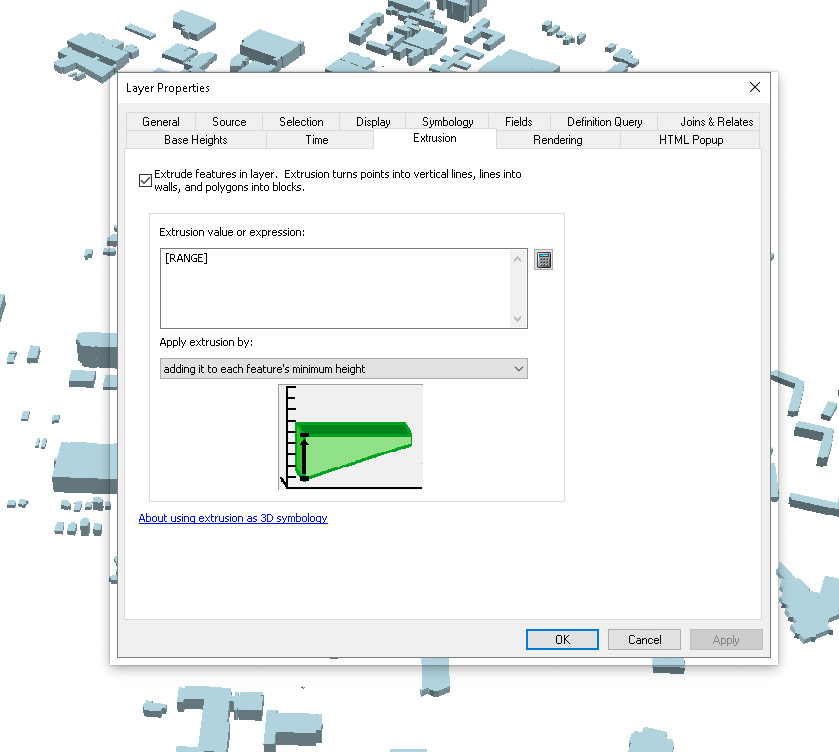 Layer Properties
General Source Selection Display Symbology Fields Definition Query Joins & Relates
Base Heights Time Extrusion Rendering HTML Popup
Extrude features in layer. Extrusion turns points into vertical lines, lines into
walls, and polygons into blocks.
Extrusion value or expression:
[RANGE]
Apply extrusion by:
adding it to each feature's minimum height
About using extrusion as 3D symbology
OK Cancel Apply